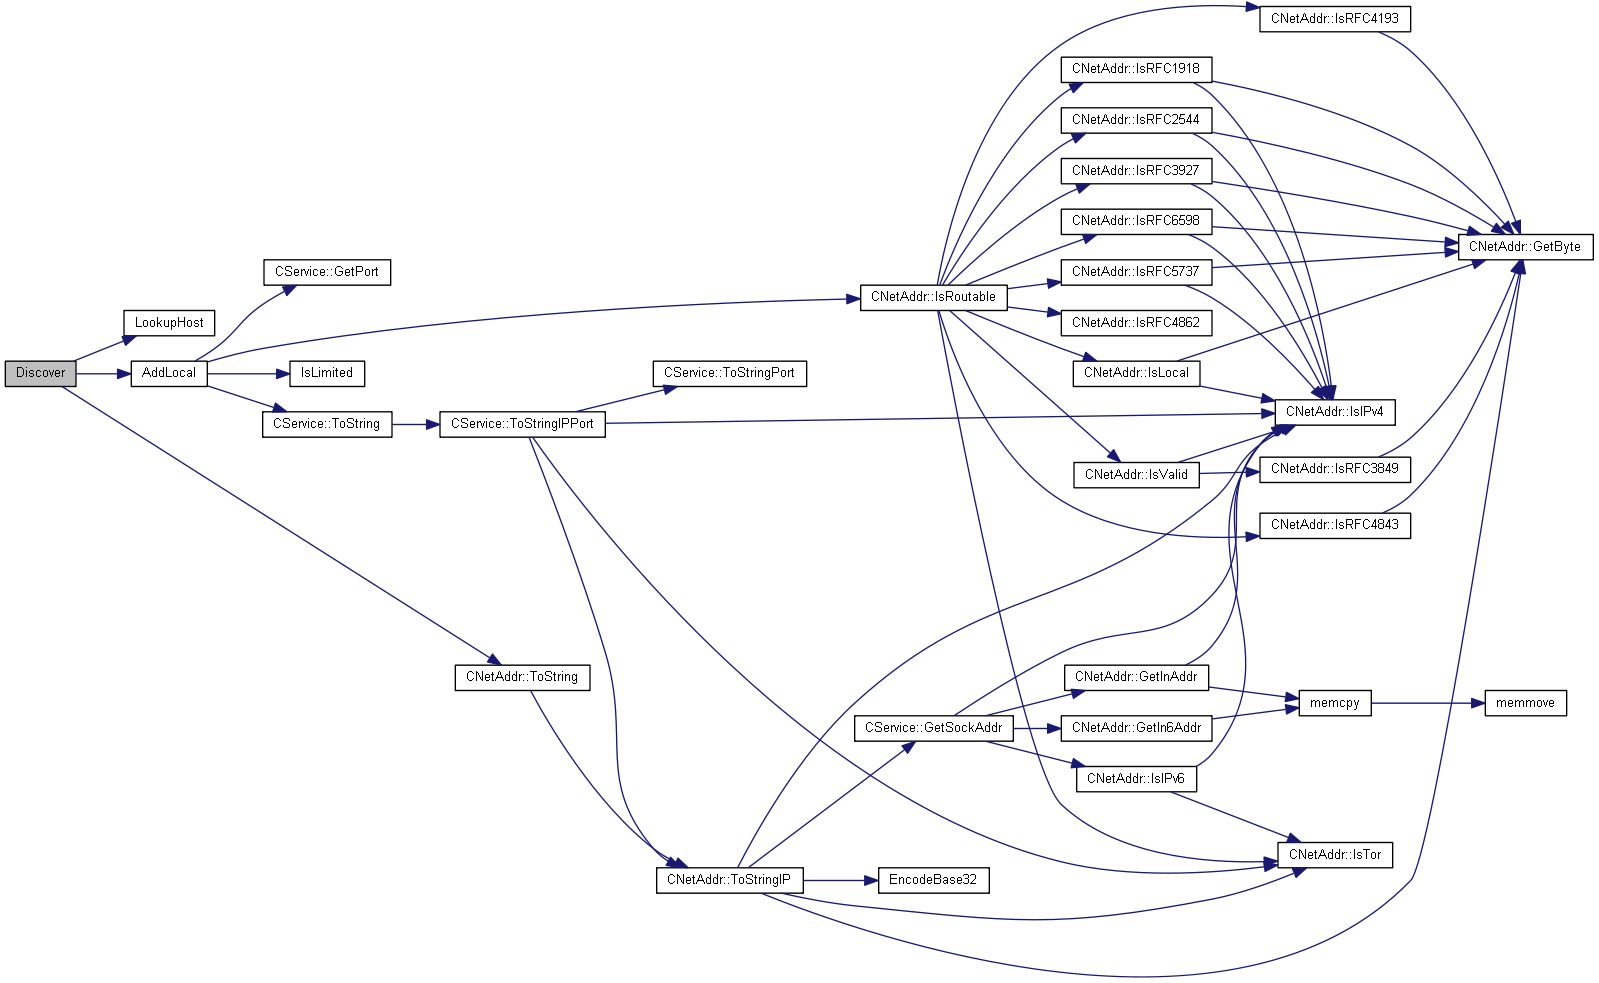 CNetAddr::IsRFC4193
CNetAddr::IsRFC1918
CNetAddr::IsRFC2544
CNetAddr::IsRFC3927
CNetAddr::IsRFC6598
CNetAddr::GetByte
CService::GetPort
CNetAddr::IsRFC5737
CNetAddr::IsRoutable
LookupHost
CNetAddr::IsRFC4862
Discover
AddLocal
IsLimited
CService::ToStringPort
CNetAddr::IsLocal
CNetAddr::IsIPv4
CService::ToString
CService::ToStringIPPort
CNetAddr::IsValid
CNetAddr::IsRFC3849
CNetAddr::IsRFC4843
CNetAddr::ToString
CNetAddr::GetInAddr
memcpy
memmove
CService::GetSockAddr
CNetAddr::GetIn6Addr
CNetAddr::IsIPv6
CNetAddr::IsTor
CNetAddr::ToStringIP
EncodeBase32